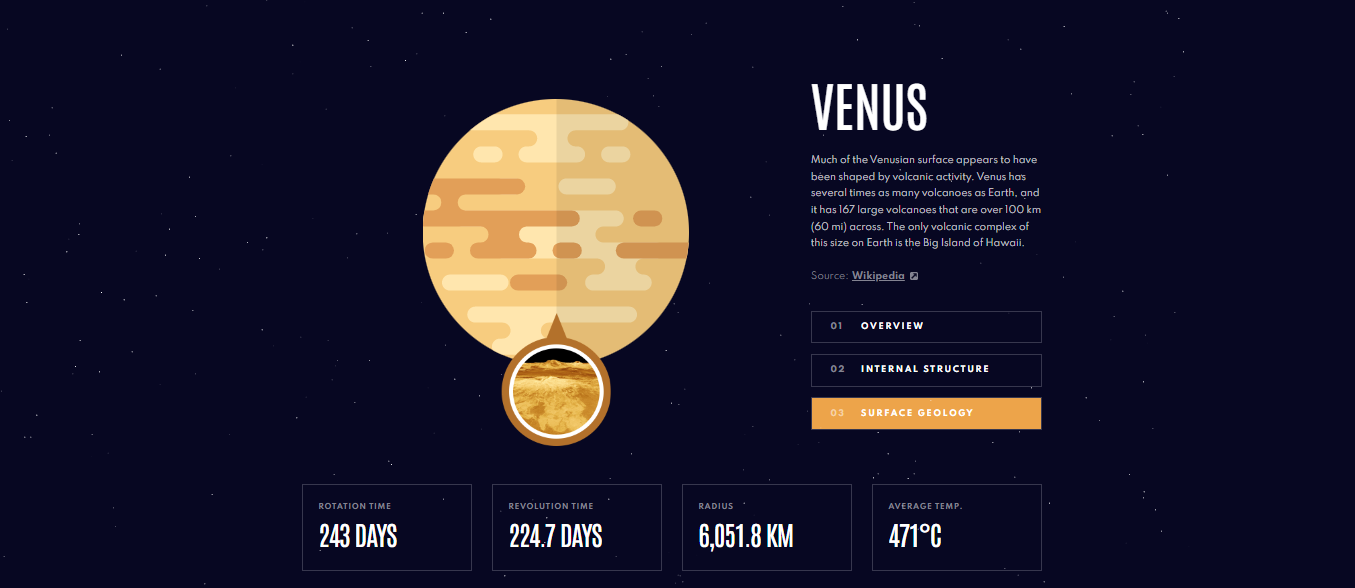 VENUS
Much of the Venusian surface appears to have
been shaped by volcanic activity. Venus has
several times as many volcanoes as Earth, and
it has 167 large volcanoes that are over 100 km
(60 mi) across. The only volcanic complex of
this size on Earth is the Big Island of Hawaii.
Source: Wikipedia
01 OVERVIEW
02 INTERNAL STRUCTURE
03 SURFACE GEOLOGY
ROTATION TIME
243 DAYS
REVOLUTION TIME
224.7 DAYS
RADIUS
6,051.8 KM
AVERAGE TEMP.
471°C